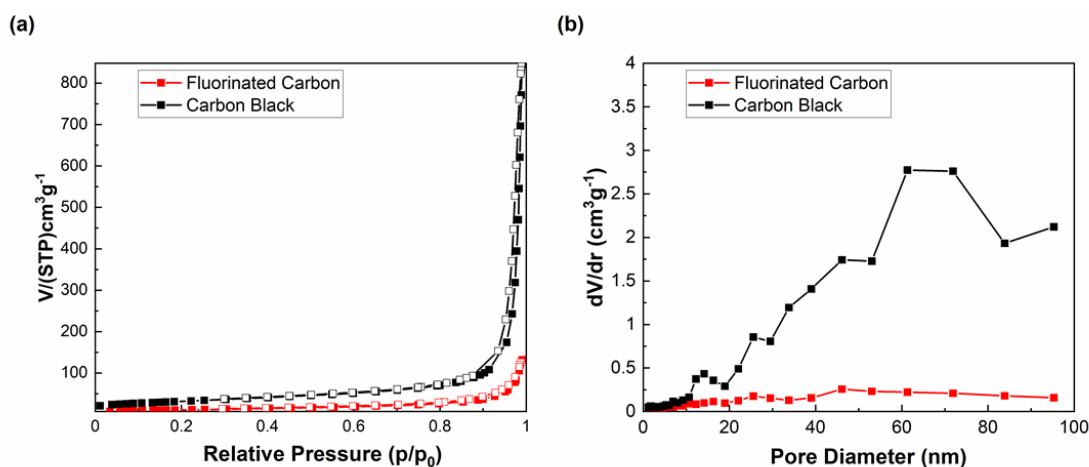 (a)
(b)
Fluorinated Carbon
Carbon Black
V/(STP)cm³g⁻¹
800
700
600
500
400
300
200
100
0.2
0.4
0.6
0.8
1
Relative Pressure (p/p₀)
Fluorinated Carbon
Carbon Black
dV/dr (cm³g⁻¹)
4
3.5
3
2.5
2
1.5
1
0.5
0
0
20
40
60
80
100
Pore Diameter (nm)